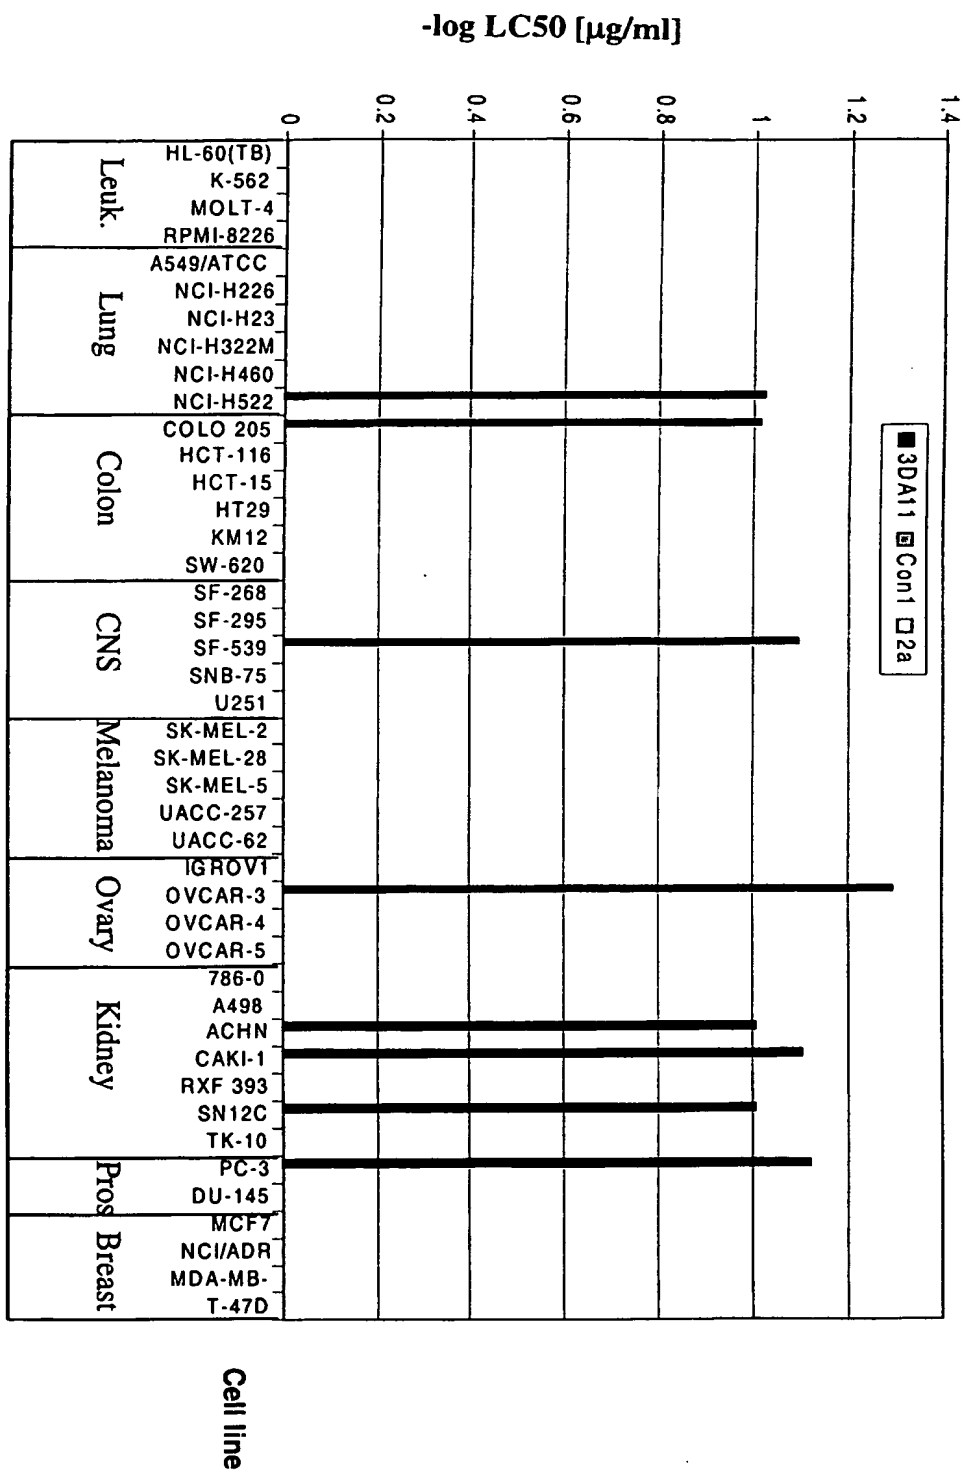 -log LC50 [µg/ml]
0
0.2
0.4
0.6
0.8
1
1.2
1.4
3DA11 Con1 2a
HL-60(TB)
K-562
MOLT-4
RPMI-8226
A549/ATCC
NCI-H226
NCI-H23
NCI-H322M
NCI-H460
NCI-H522
COLO 205
HCT-116
HCT-15
HT29
KM12
SW-620
SF-268
SF-295
SF-539
SNB-75
U251
SK-MEL-2
SK-MEL-28
SK-MEL-5
UACC-257
UACC-62
IGROV1
OVCAR-3
OVCAR-4
OVCAR-5
786-0
A498
ACHN
CAKI-1
RXF 393
SN12C
TK-10
PC-3
DU-145
MCF7
NCI/ADR
MDA-MB-
T-47D
Leuk.
Lung
Colon
CNS
Melanoma
Ovary
Kidney
Pros
Breast
Cell line